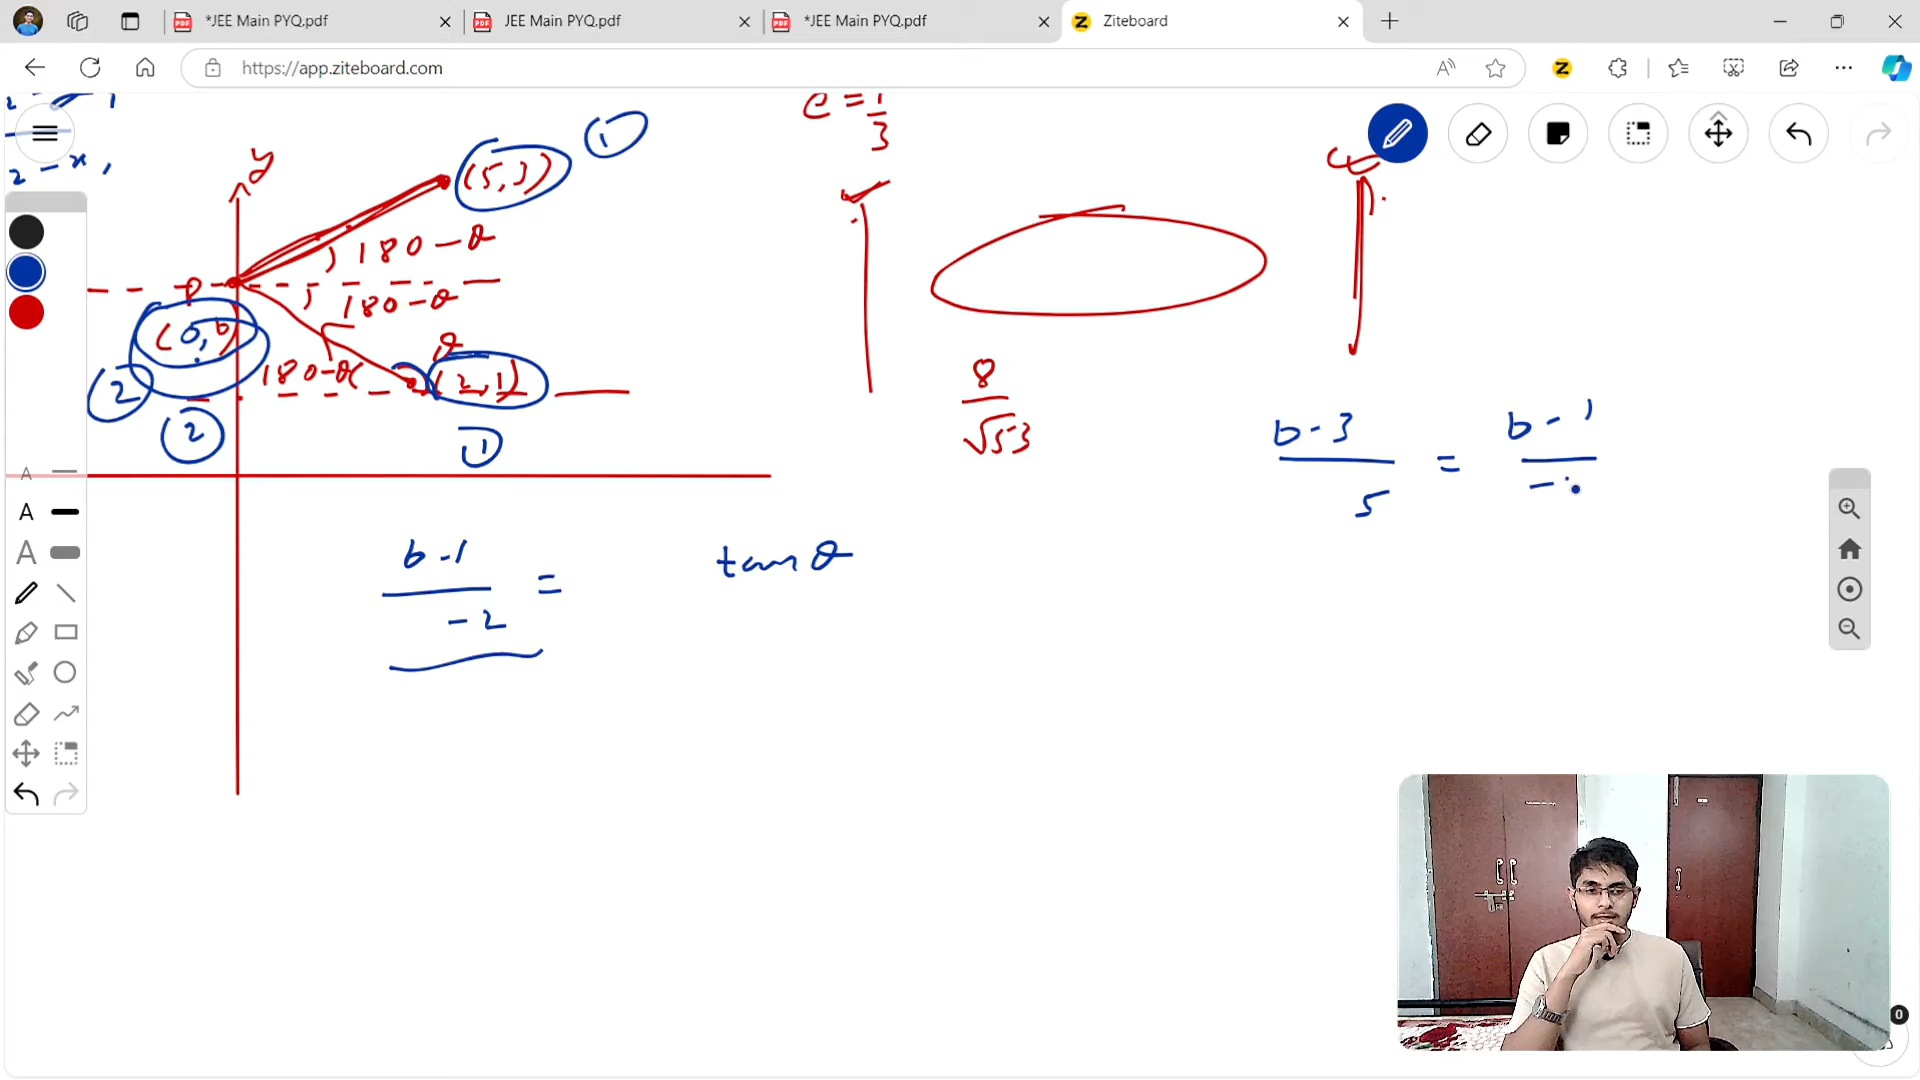 *JEE Main PYQ.pdf
JEE Main PYQ.pdf
*JEE Main PYQ.pdf
Ziteboard
https://app.ziteboard.com
e = 1/3
2 - x,
y
(5, 3)
1
180 - θ
P
180 - θ
(0, b)
θ
180 - θ
(2, 1)
2
2
1
8
√53
b - 3 = b - 1
5 -
b - 1 = tan θ
- 2
A
A
A
0